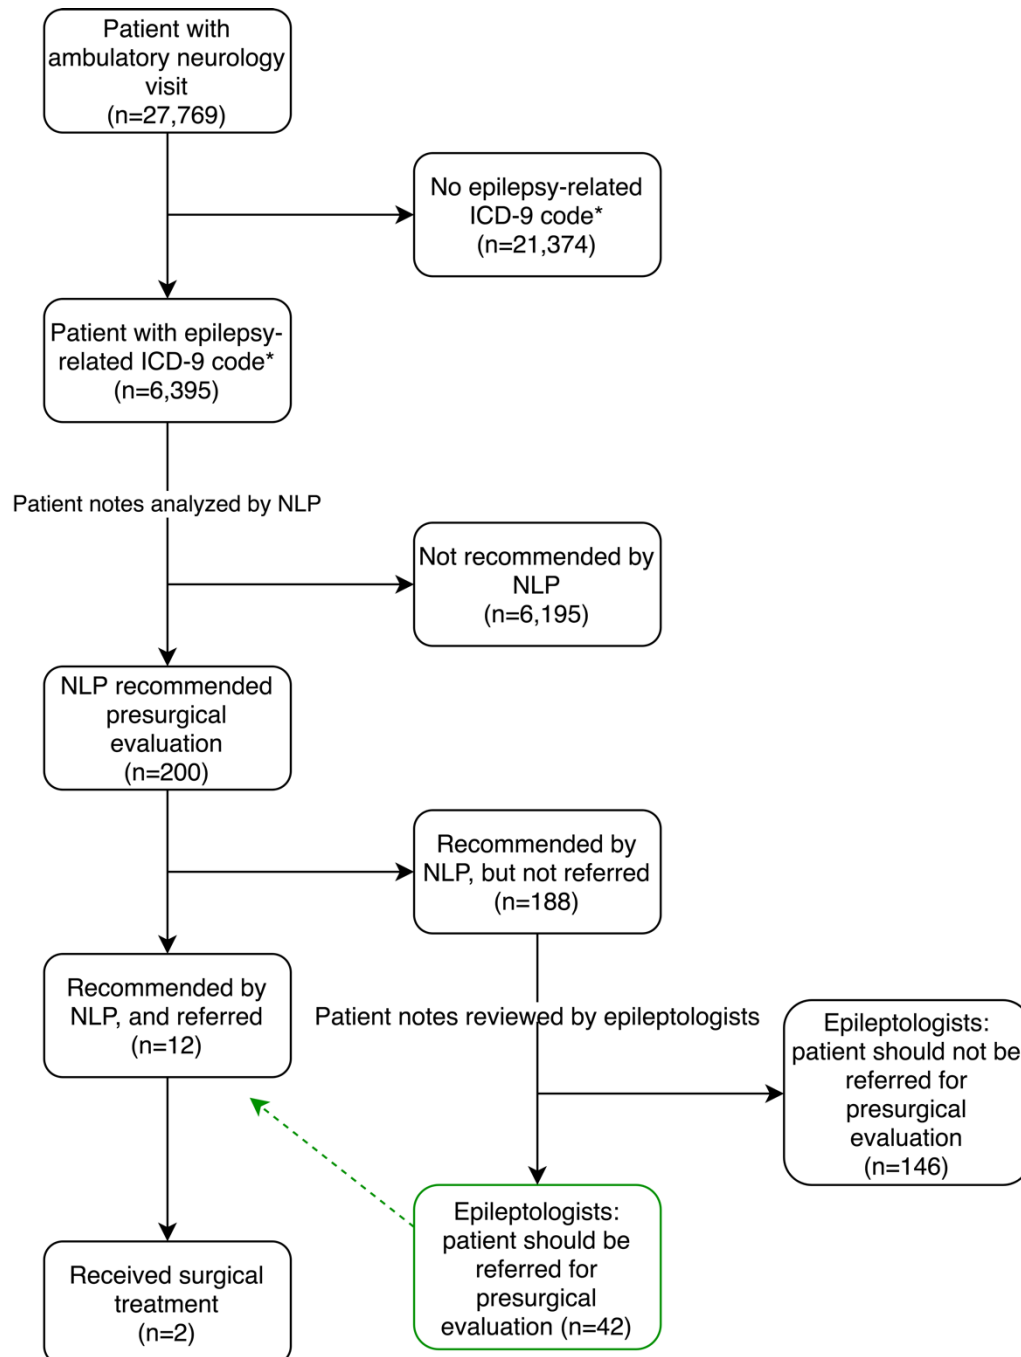 Patient with
ambulatory neurology
visit
(n=27,769)
No epilepsy-related
ICD-9 code*
(n=21,374)
Patient with epilepsy-
related ICD-9 code*
(n=6,395)
Patient notes analyzed by NLP
Not recommended by
NLP
(n=6,195)
NLP recommended
presurgical
evaluation
(n=200)
Recommended by
NLP, but not referred
(n=188)
Recommended by
NLP, and referred
(n=12)
Patient notes reviewed by epileptologists
Epileptologists:
patient should not be
referred for
presurgical
evaluation
(n=146)
Epileptologists:
patient should be
referred for
presurgical
evaluation (n=42)
Received surgical
treatment
(n=2)